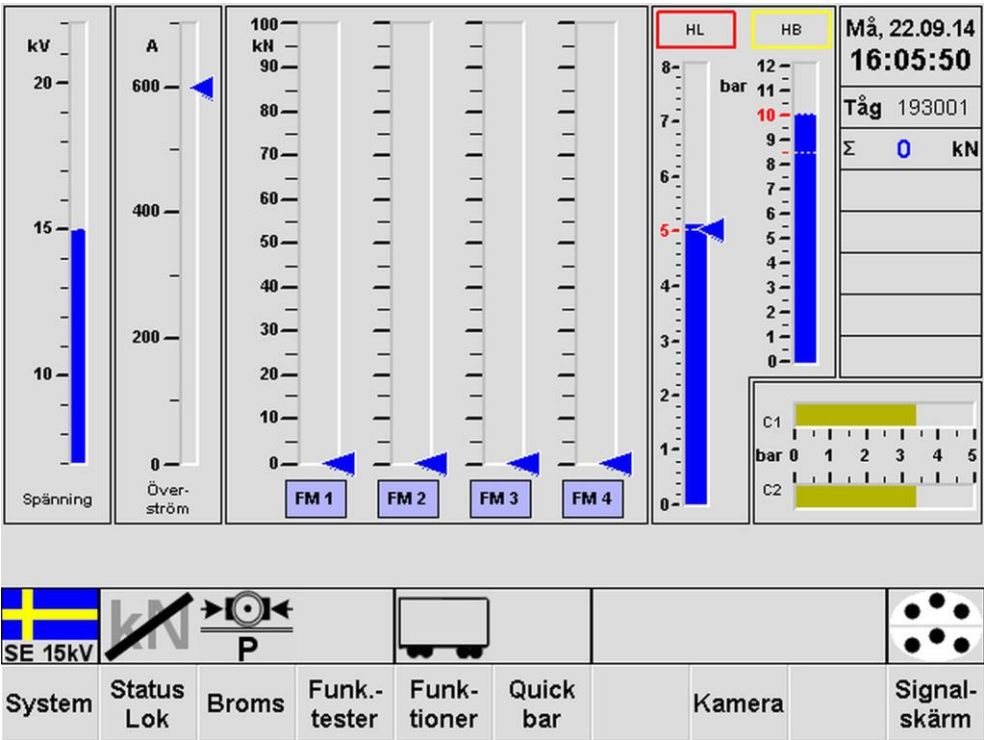 kV
20
15
10
Spänning
A
600
400
200
0
Över-
ström
100
kN
90
80
70
60
50
40
30
20
10
0
FM 1
FM 2
FM 3
FM 4
HL
8
7
6
5
4
3
2
1
0
bar
HB
12
11
10
9
8
7
6
5
4
3
2
1
0
Må, 22.09.14
16:05:50
Tåg 193001
Σ 0 kN
C1
bar 0 1 2 3 4 5
C2
SE 15kV
kN
P
System
Status
Lok
Broms
Funk.-
tester
Funk-
tioner
Quick
bar
Kamera
Signal-
skärm